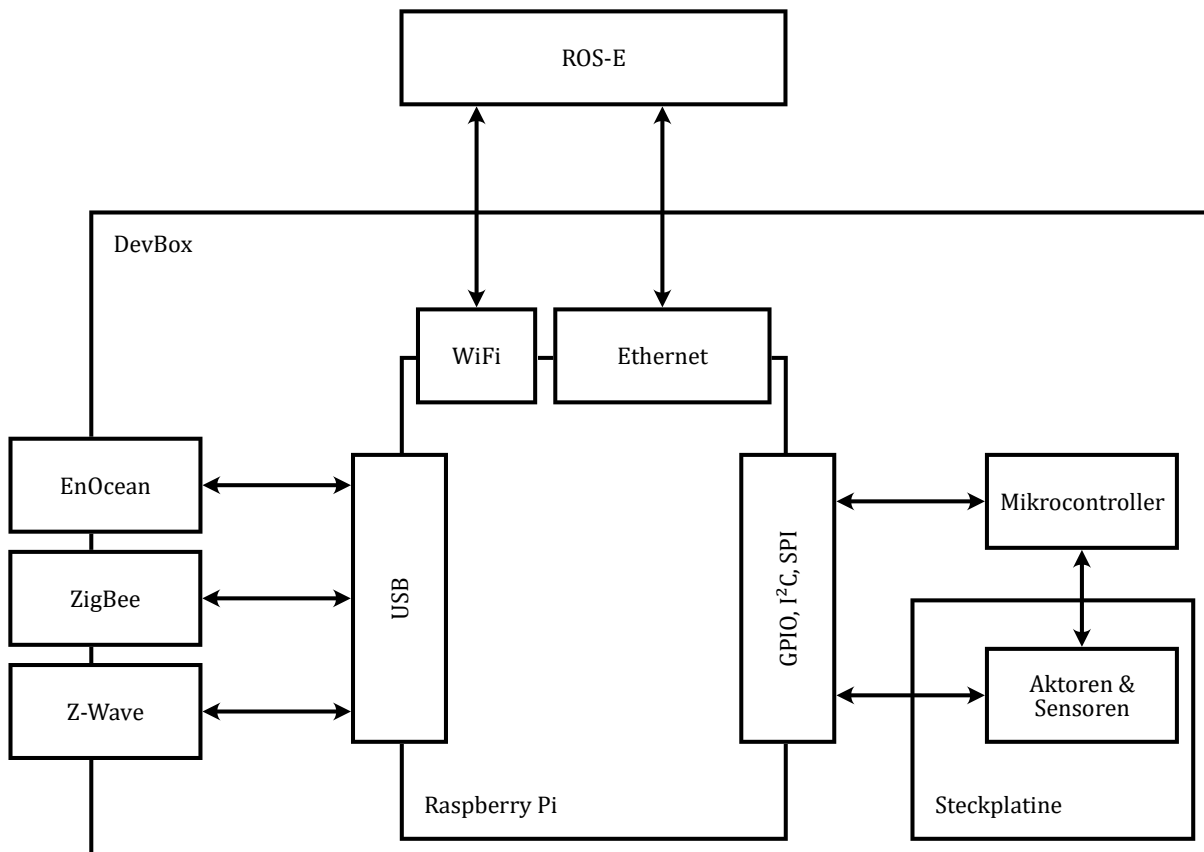 ROS-E
DevBox
WiFi
Ethernet
EnOcean
ZigBee
Z-Wave
USB
GPIO, I²C, SPI
Mikrocontroller
Aktoren &
Sensoren
Raspberry Pi
Steckplatine